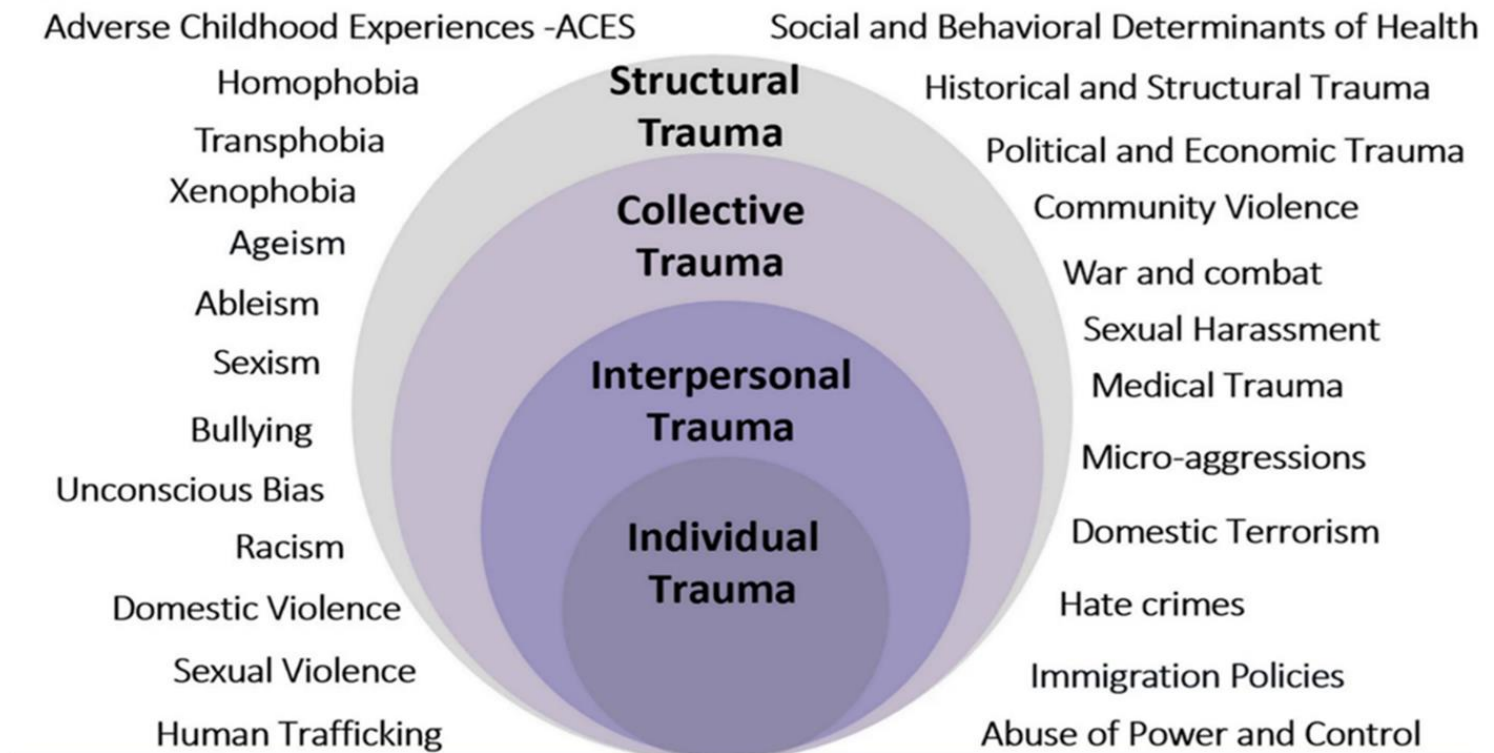 Adverse Childhood Experiences -ACES
Homophobia
Transphobia
Xenophobia
Ageism
Ableism
Sexism
Bullying
Unconscious Bias
Racism
Domestic Violence
Sexual Violence
Human Trafficking
Structural
Trauma
Collective
Trauma
Interpersonal
Trauma
Individual
Trauma
Social and Behavioral Determinants of Health
Historical and Structural Trauma
Political and Economic Trauma
Community Violence
War and combat
Sexual Harassment
Medical Trauma
Micro-aggressions
Domestic Terrorism
Hate crimes
Immigration Policies
Abuse of Power and Control